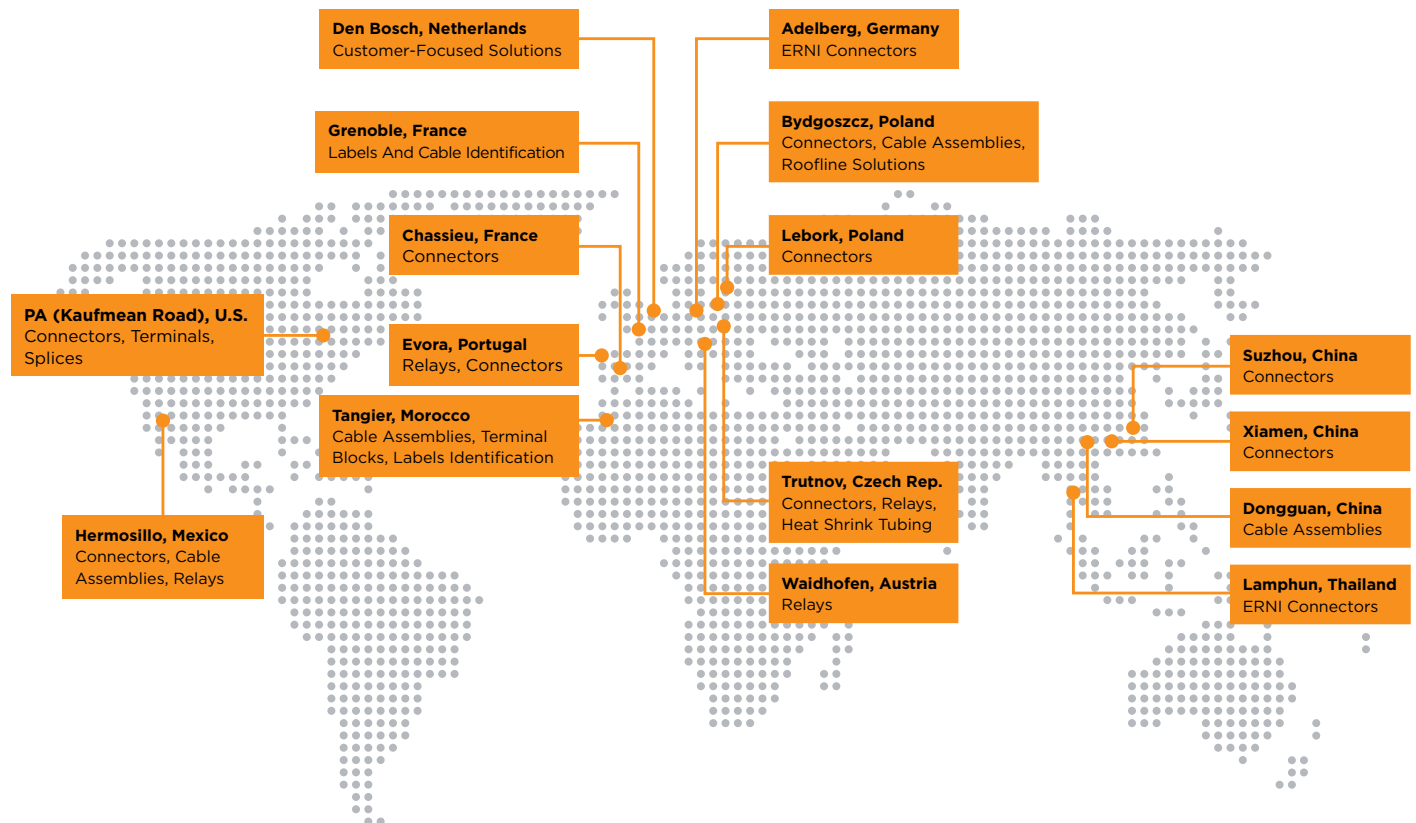 Den Bosch, Netherlands
Customer-Focused Solutions
Adelberg, Germany
ERNI Connectors
Grenoble, France
Labels And Cable Identification
Bydgoszcz, Poland
Connectors, Cable Assemblies,
Roofline Solutions
Chassieu, France
Connectors
Lebork, Poland
Connectors
PA (Kaufmean Road), U.S.
Connectors, Terminals,
Splices
Evora, Portugal
Relays, Connectors
Suzhou, China
Connectors
Tangier, Morocco
Cable Assemblies, Terminal
Blocks, Labels Identification
Xiamen, China
Connectors
Trutnov, Czech Rep.
Connectors, Relays,
Heat Shrink Tubing
Dongguan, China
Cable Assemblies
Hermosillo, Mexico
Connectors, Cable
Assemblies, Relays
Waidhofen, Austria
Relays
Lamphun, Thailand
ERNI Connectors